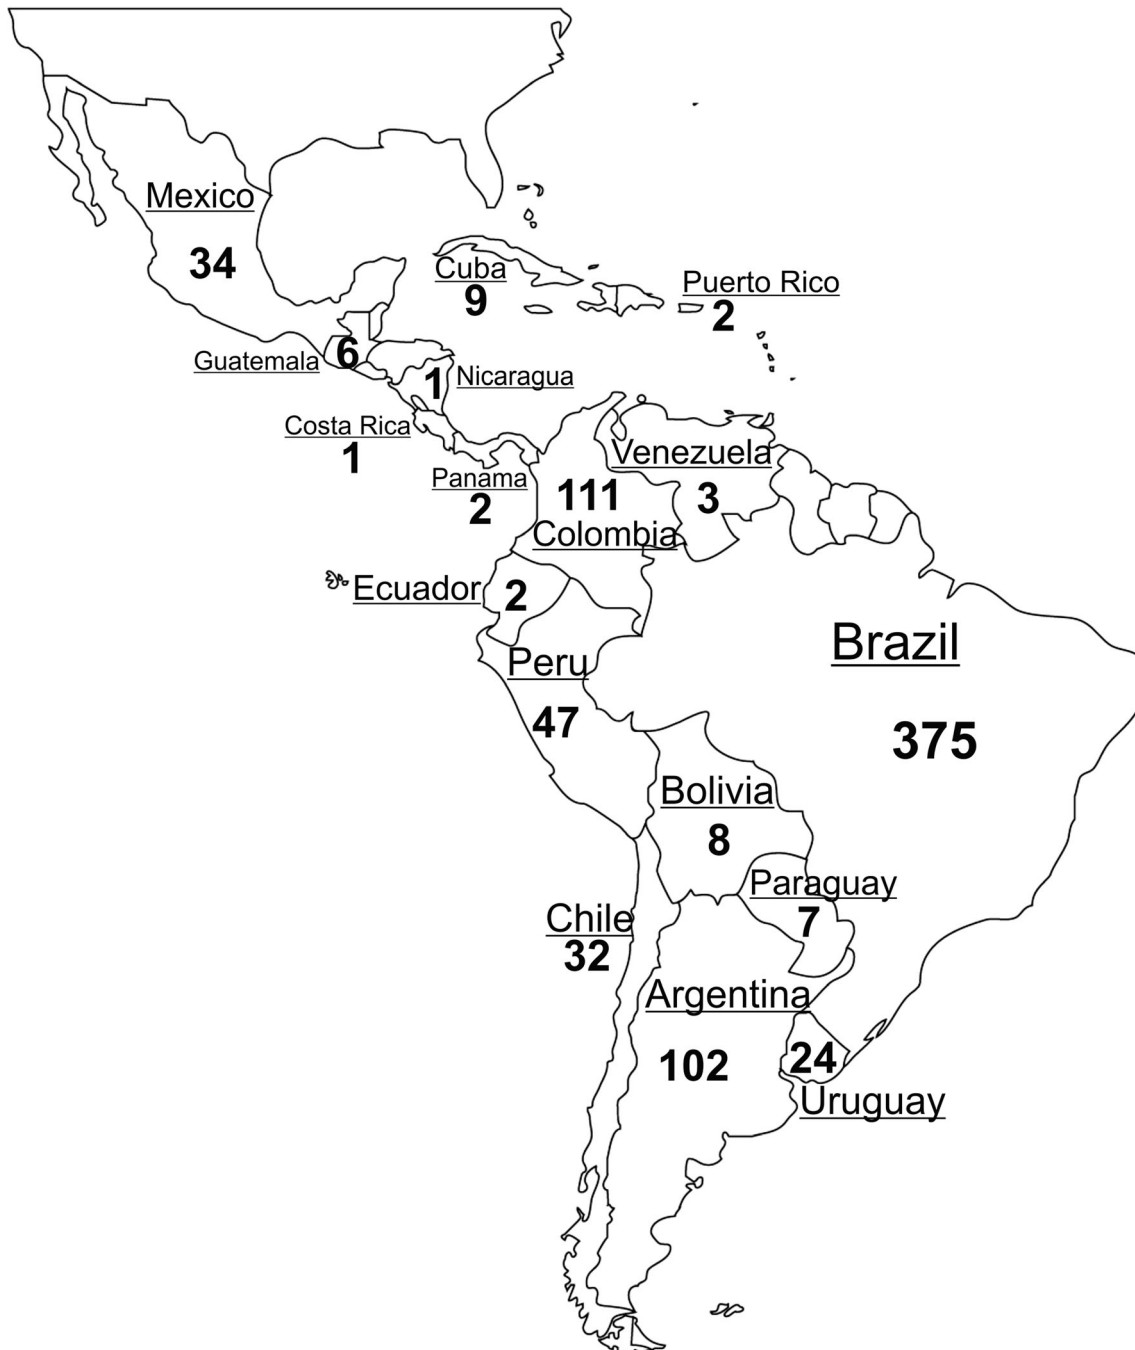 Mexico
34
Cuba
9
Puerto Rico
2
Guatemala
6
1
Nicaragua
Costa Rica
1
Panama
2
Venezuela
3
111
Colombia
Ecuador
2
Brazil
375
Peru
47
Bolivia
8
Paraguay
7
Chile
32
Argentina
102
24
Uruguay